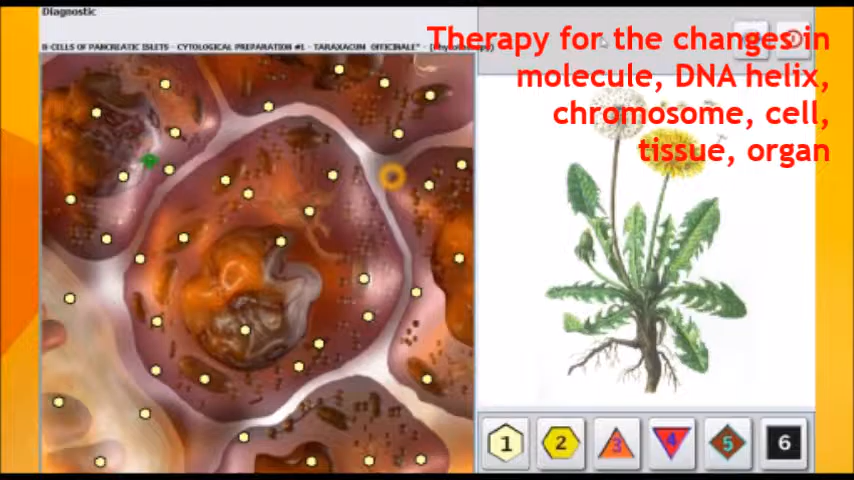 Diagnostic
B-CELLS OF PANCREATIC ISLETS - CYTOLOGICAL PREPARATION #1 - TARAXACUM OFFICINALE" - (Phytotherapy)
Therapy for the changes in
molecule, DNA helix,
chromosome, cell,
tissue, organ
1 2 3 4 5 6